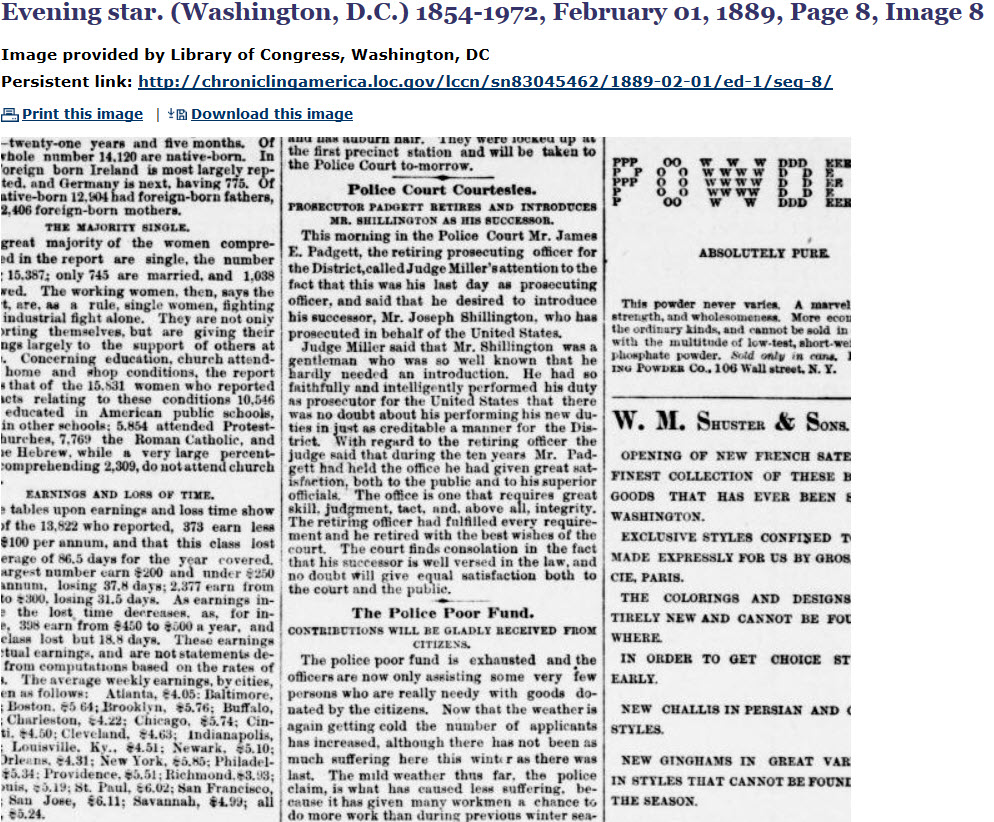 Evening star. (Washington, D.C.) 1854-1972, February 01, 1889, Page 8, Image 8
Image provided by Library of Congress, Washington, DC
Persistent link: http://chroniclingamerica.loc.gov/lccn/sn83045462/1889-02-01/ed-1/seq-8/
Print this image | Download this image
—twenty-one years and five months. Of
whole number 14,120 are native-born. In
foreign born Ireland is most largely rep-
ted, and Germany is next, having 775. Of
ative-born 12,904 had foreign-born fathers,
2,406 foreign-born mothers.
THE MAJORITY SINGLE.
great majority of the women compre-
ed in the report are single, the number
; 15,387; only 745 are married, and 1,038
wed. The working women, then, says the
t, are, as a rule, single women, fighting
industrial fight alone. They are not only
orting themselves, but are giving their
ngs largely to the support of others at
. Concerning education, church attend-
home and shop conditions, the report
s that of the 15,831 women who reported
acts relating to these conditions 10,546
educated in American public schools,
in other schools; 5,854 attended Protest-
hurches, 7,769 the Roman Catholic, and
e Hebrew, while a very large percent-
comprehending 2,309, do not attend church
.
EARNINGS AND LOSS OF TIME.
e tables upon earnings and loss time show
of the 13,822 who reported, 373 earn less
$100 per annum, and that this class lost
erage of 86.5 days for the year covered.
argest number earn $200 and under $250
annum, losing 37.8 days; 2,377 earn from
to $300, losing 31.5 days. As earnings in-
e the lost time decreases, as, for in-
e, 398 earn from $450 to $500 a year, and
class lost but 18.8 days. These earnings
ctual earnings, and are not statements de-
from computations based on the rates of
s. The average weekly earnings, by cities,
en as follows: Atlanta, $4.05; Baltimore,
; Boston, $5 64; Brooklyn, $5.76; Buffalo,
; Charleston, $4.22; Chicago, $5.74; Cin-
ti, $4.50; Cleveland, $4.63; Indianapolis,
; Louisville, Ky., $4.51; Newark, $5.10;
Orleans, $4.31; New York, $5.85; Philadel-
$5.34; Providence, $5.51; Richmond, $3.93;
ouis, $5.19; St. Paul, $6.02; San Francisco,
; San Jose, $6.11; Savannah, $4.99; all
, $5.24.
and has auburn hair. They were locked up at
the first precinct station and will be taken to
the Police Court to-morrow.
Police Court Courtesies.
PROSECUTOR PADGETT RETIRES AND INTRODUCES
MR. SHILLINGTON AS HIS SUCCESSOR.
This morning in the Police Court Mr. James
E. Padgett, the retiring prosecuting officer for
the District, called Judge Miller's attention to the
fact that this was his last day as prosecuting
officer, and said that he desired to introduce
his successor, Mr. Joseph Shillington, who has
prosecuted in behalf of the United States.
Judge Miller said that Mr. Shillington was a
gentleman who was so well known that he
hardly needed an introduction. He had so
faithfully and intelligently performed his duty
as prosecutor for the United States that there
was no doubt about his performing his new du-
ties in just as creditable a manner for the Dis-
trict. With regard to the retiring officer the
judge said that during the ten years Mr. Pad-
gett had held the office he had given great sat-
isfaction, both to the public and to his superior
officials. The office is one that requires great
skill, judgment, tact, and, above all, integrity.
The retiring officer had fulfilled every require-
ment and he retired with the best wishes of the
court. The court finds consolation in the fact
that his successor is well versed in the law, and
no doubt will give equal satisfaction both to
the court and the public.
The Police Poor Fund.
CONTRIBUTIONS WILL BE GLADLY RECEIVED FROM
CITIZENS.
The police poor fund is exhausted and the
officers are now only assisting some very few
persons who are really needy with goods do-
nated by the citizens. Now that the weather is
again getting cold the number of applicants
has increased, although there has not been as
much suffering here this winter as there was
last. The mild weather thus far, the police
claim, is what has caused less suffering, be-
cause it has given many workmen a chance to
do more work than during previous winter sea-
PPP OO W W W DDD EEE
P P O O W W W D D E
PPP O O WWWW D D EE
P O O WWWW D D E
P OO W W DDD EEE
ABSOLUTELY PURE.
This powder never varies. A marvel
strength, and wholesomeness. More econ
the ordinary kinds, and cannot be sold in
with the multitude of low-test, short-wei
phosphate powder. Sold only in cans.
ING POWDER CO., 106 Wall street, N. Y.
W. M. SHUSTER & SONS.
OPENING OF NEW FRENCH SATE
FINEST COLLECTION OF THESE
GOODS THAT HAS EVER BEEN
WASHINGTON.
EXCLUSIVE STYLES CONFINED T
MADE EXPRESSLY FOR US BY GROS
CIE, PARIS.
THE COLORINGS AND DESIGNS
TIRELY NEW AND CANNOT BE FOU
WHERE.
IN ORDER TO GET CHOICE ST
EARLY.
NEW CHALLIS IN PERSIAN AND
STYLES.
NEW GINGHAMS IN GREAT VAR
IN STYLES THAT CANNOT BE FOUND
THE SEASON.